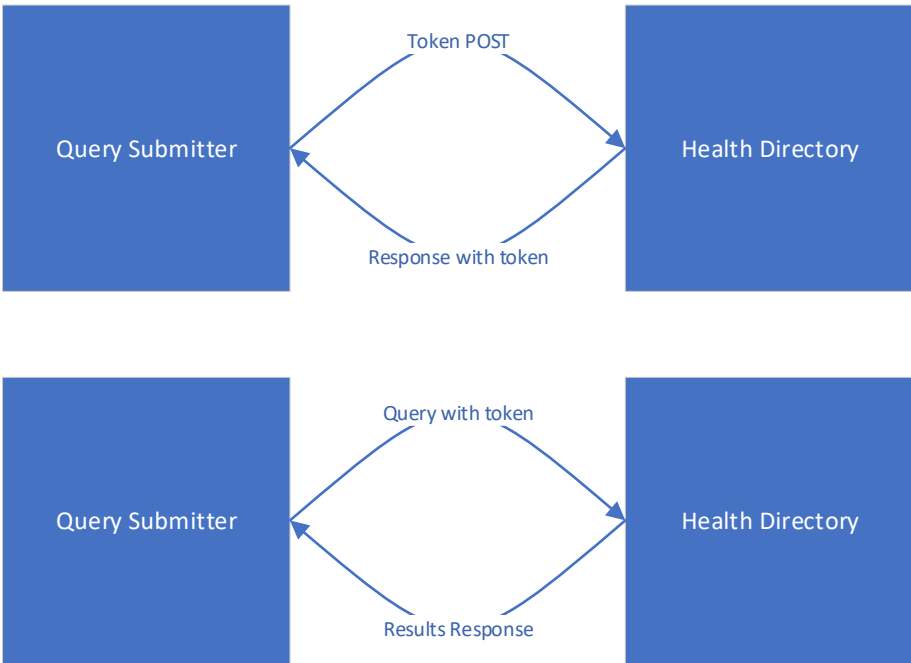 Token POST
Query Submitter
Health Directory
Response with token
Query with token
Query Submitter
Health Directory
Results Response